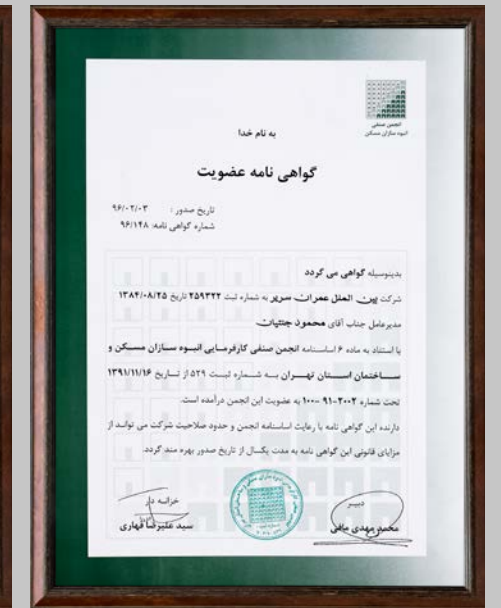 انجمن صنفی
انبوه سازان مسکن
به نام خدا
گواهی نامه عضویت
تاریخ صدور : ۹۶/۰۲/۰۳
شماره گواهی نامه: ۹۶/۱۴۸
بدینوسیله گواهی می گردد
شرکت بین الملل عمران سریر به شماره ثبت ۲۵۹۳۲۲ تاریخ ۱۳۸۴/۰۸/۲۵
مدیرعامل جناب آقای محمود جنتیان
با استناد به ماده ۶ اساسنامه انجمن صنفی کارفرمایی انبوه سازان مسکن و
ساختمان استان تهران به شماره ثبت ۵۲۹ از تاریخ ۱۳۹۱/۱۱/۱۶
تحت شماره ۲۰۰۲-۹۱-۱۰۰ به عضویت این انجمن درآمده است.
دارنده این گواهی نامه با رعایت اساسنامه انجمن و حدود صلاحیت شرکت می تواند از
مزایای قانونی این گواهی نامه به مدت یکسال از تاریخ صدور بهره مند گردد.
دبیر
محمد مهدی مافی
خزانه دار
سید علیرضا قهاری